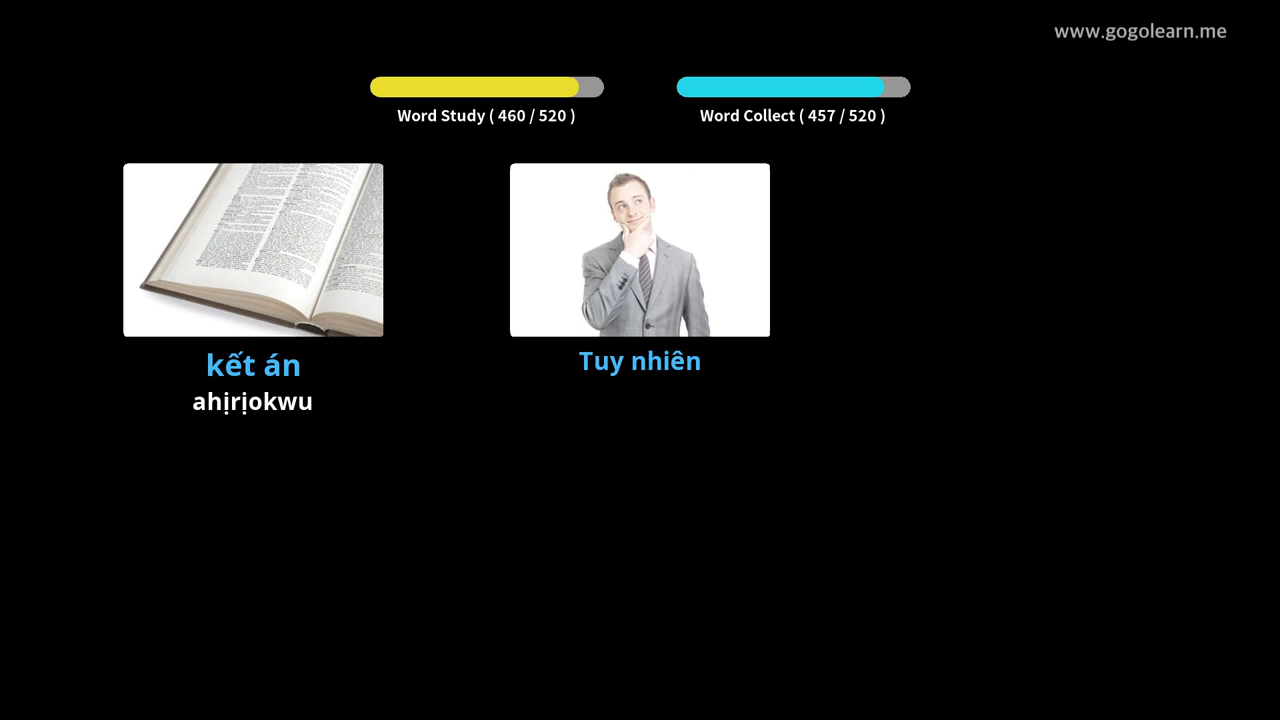 www.gogolearn.me
Word Study ( 460 / 520 )
Word Collect ( 457 / 520 )
kết án
ahịrịokwu
Tuy nhiên